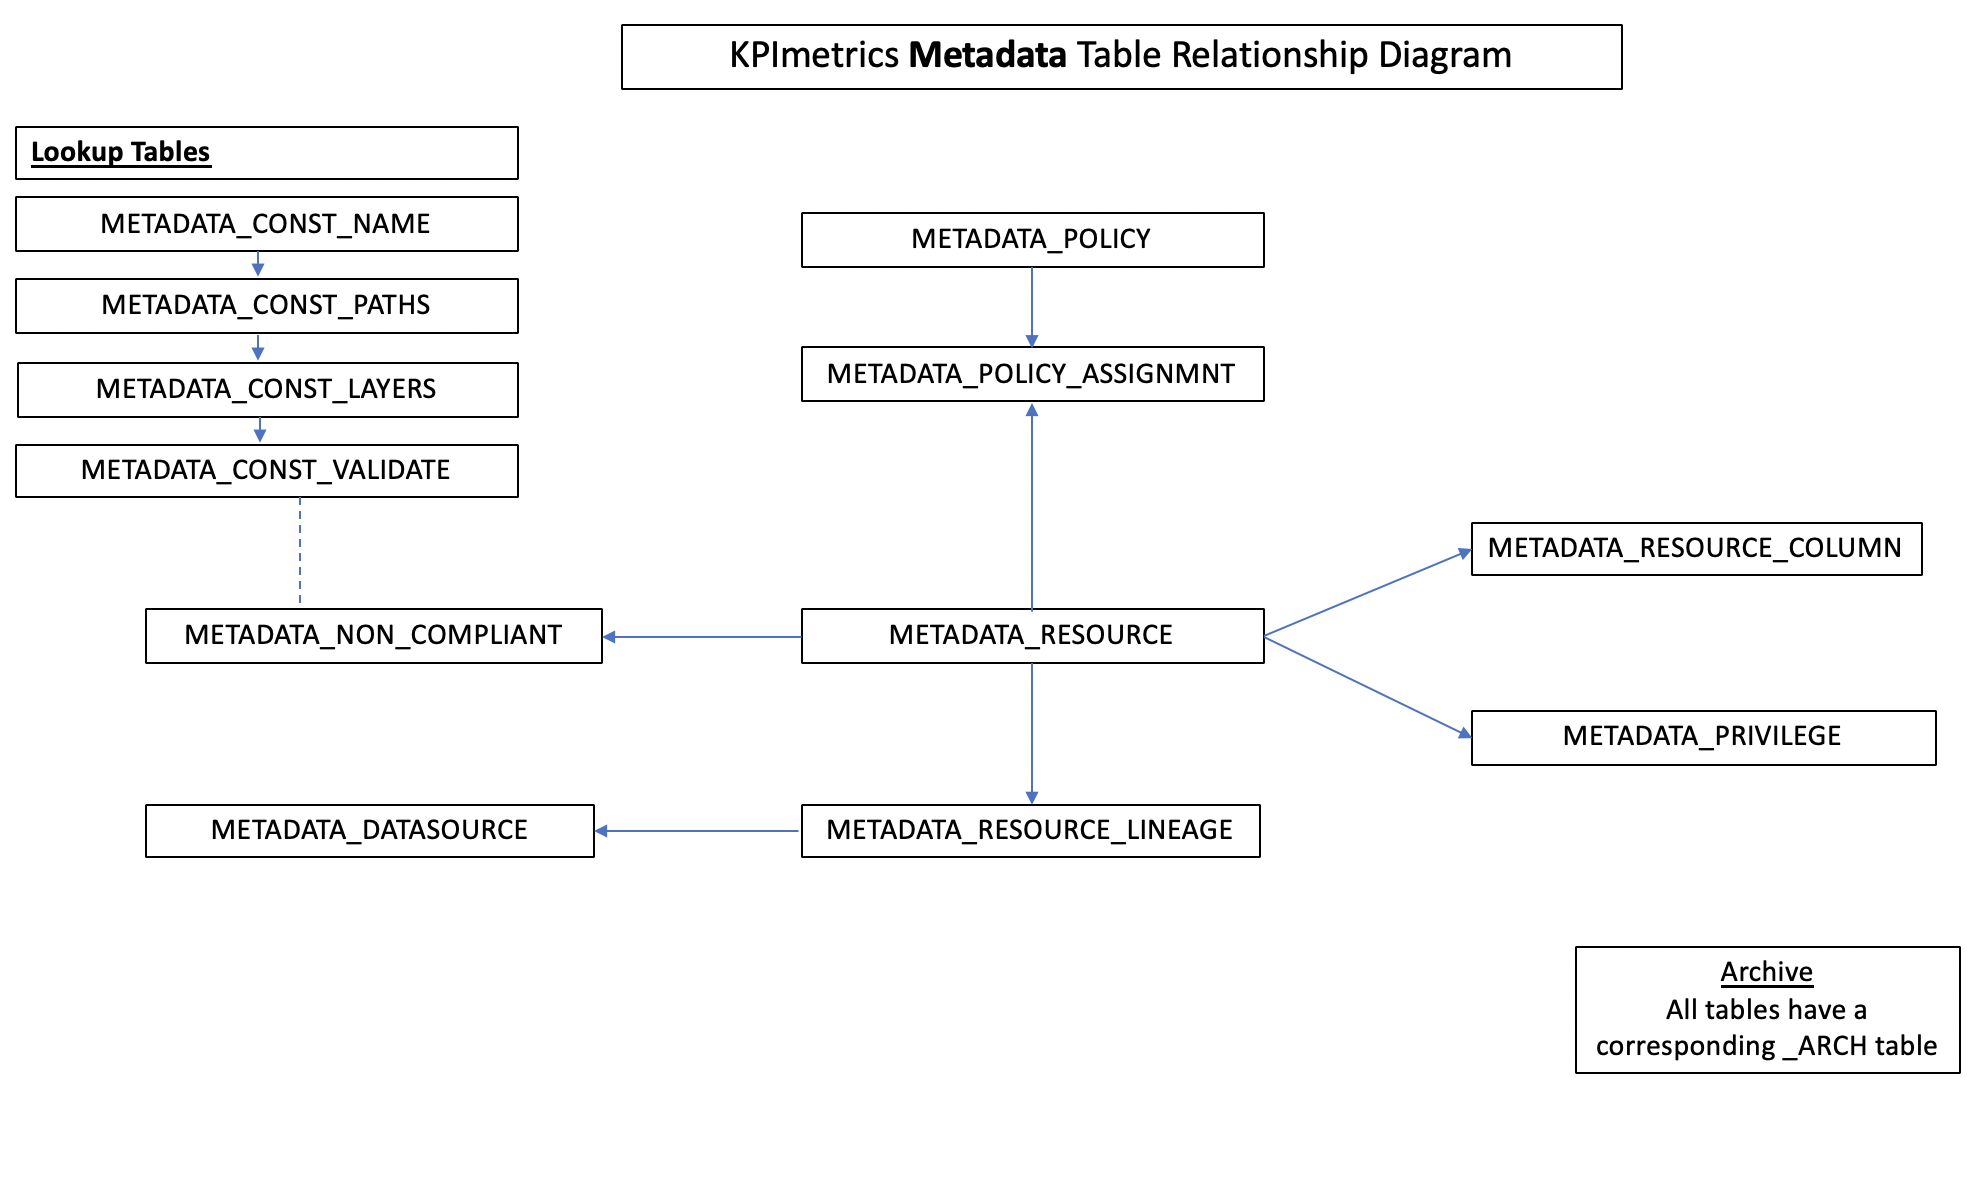 KPImetrics Metadata Table Relationship Diagram
Lookup Tables
METADATA_CONST_NAME
METADATA_CONST_PATHS
METADATA_CONST_LAYERS
METADATA_CONST_VALIDATE
METADATA_POLICY
METADATA_POLICY_ASSIGNMNT
METADATA_RESOURCE_COLUMN
METADATA_NON_COMPLIANT
METADATA_RESOURCE
METADATA_PRIVILEGE
METADATA_DATASOURCE
METADATA_RESOURCE_LINEAGE
Archive
All tables have a
corresponding _ARCH table